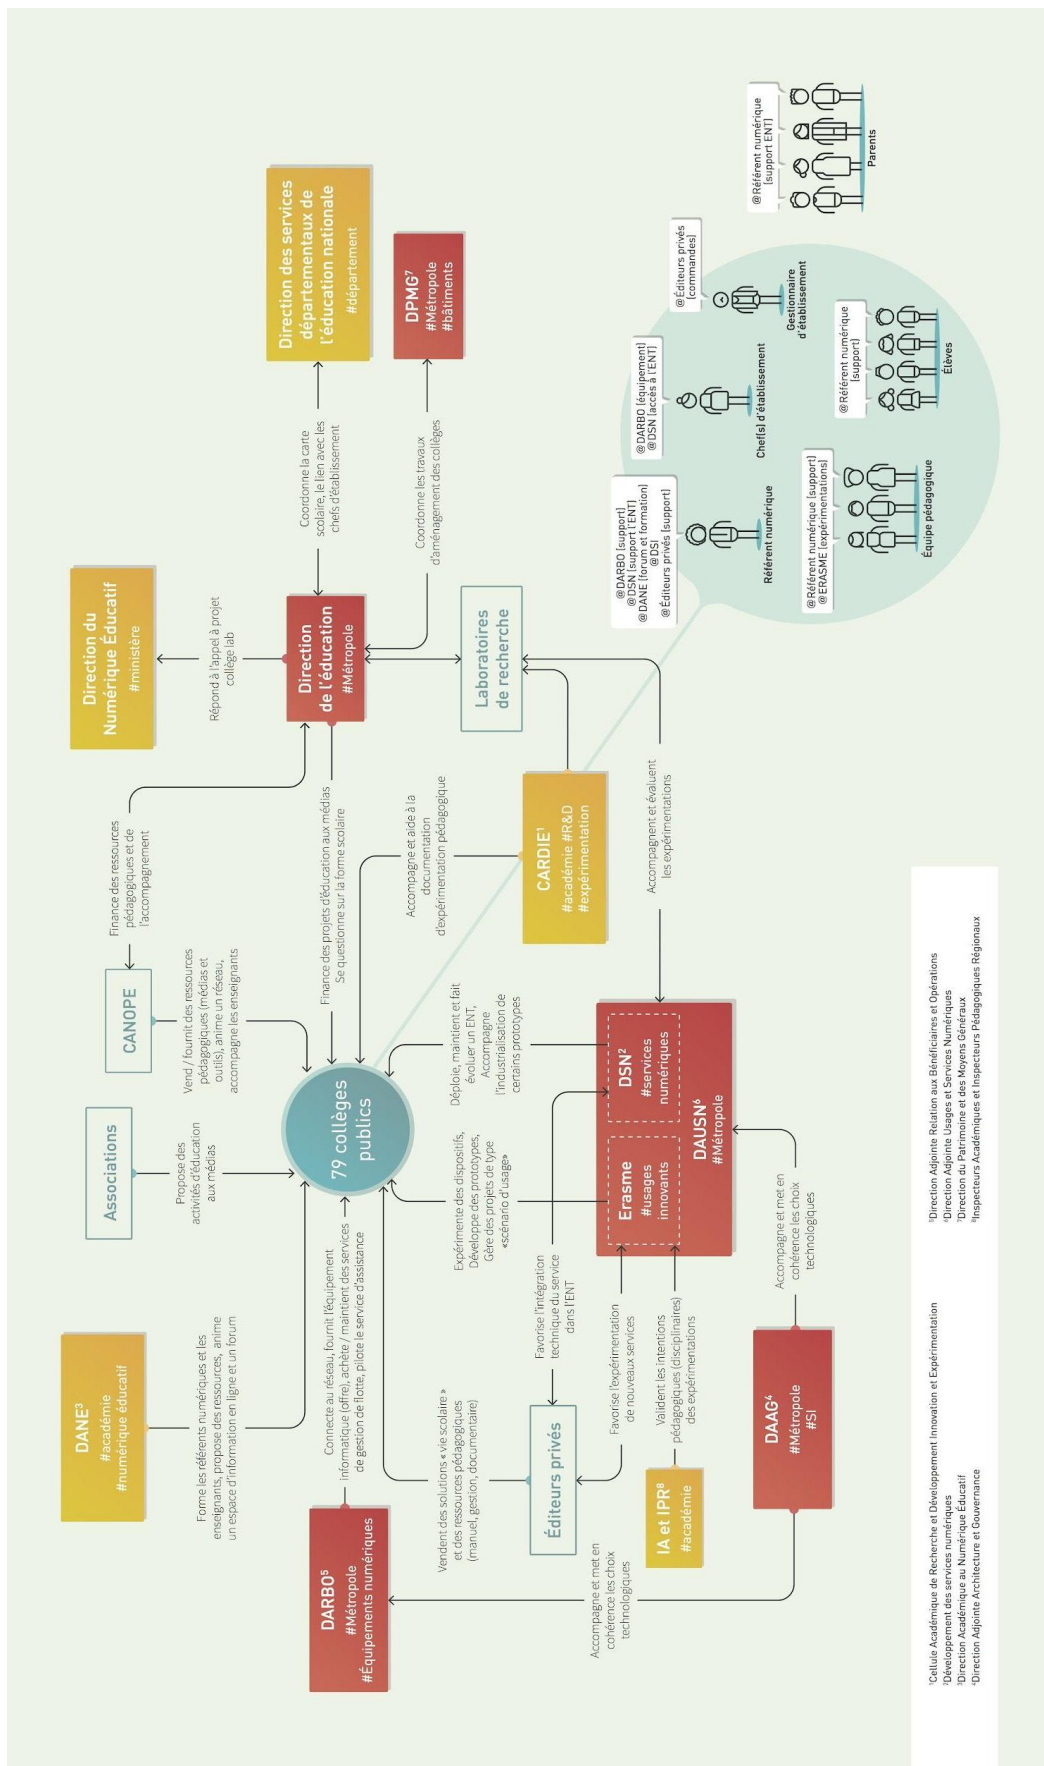 DANE³
#académie
#numérique éducatif
Forme les référents numériques et les
enseignants, propose des ressources, anime
un espace d'information en ligne et un forum
Associations
Propose des
activités d'éducation
aux médias
CANOPE
Vend / fournit des ressources
pédagogiques (médias et
outils), anime un réseau,
accompagne les enseignants
Finance des ressources
pédagogiques et de
l'accompagnement
Direction du
Numérique Éducatif
#ministère
Répond à l'appel à projet
collège lab
Direction des services
départementaux de
l'éducation nationale
#département
Coordonne la carte
scolaire, le lien avec les
chefs d'établissement
Direction
de l'éducation
#Métropole
DPMG⁷
#Métropole
#bâtiments
Coordonne les travaux
d'aménagement des collèges
DARBO⁵
#Métropole
#Équipements numériques
Connecte au réseau, fournit l'équipement
informatique (offre), achète / maintient des services
de gestion de flotte, pilote le service d'assistance
79 collèges
publics
Finance des projets d'éducation aux médias
Se questionne sur la forme scolaire
Accompagne et aide à la
documentation
d'expérimentation pédagogique
Laboratoires
de recherche
CARDIE¹
#académie #R&D
#expérimentation
Vendent des solutions « vie scolaire »
et des ressources pédagogiques
(manuel, gestion, documentaire)
Expérimente des dispositifs,
Développe des prototypes,
Gère des projets de type
«scénario d'usage»
Déploie, maintient et fait
évoluer un ENT,
Accompagne
l'industrialisation de
certains prototypes
Éditeurs privés
Favorise l'intégration
technique du service
dans l'ENT
Accompagne et met en
cohérence les choix
technologiques
Favorise l'expérimentation
de nouveaux services
Erasme
#usages
innovants
DSN²
#services
numériques
DAUSN⁶
#Métropole
Accompagnent et évaluent
les expérimentations
IA et IPR⁸
#académie
Valident les intentions
pédagogiques (disciplinaires)
des expérimentations
DAAG⁴
#Métropole
#SI
Accompagne et met en
cohérence les choix
technologiques
@DARBO (support)
@DSN (support l'ENT)
@DANE (forum et formation)
@DSI
@Éditeurs privés (support)
Référent numérique
@DARBO (équipement)
@DSN (accès à l'ENT)
Chef(s) d'établissement
@Éditeurs privés
(commandes)
Gestionnaire
d'établissement
@Référent numérique
(support ENT)
Parents
@Référent numérique (support)
@ERASME (expérimentations)
Équipe pédagogique
@Référent numérique
(support)
Élèves
¹Cellule Académique de Recherche et Développement Innovation et Expérimentation
²Développement des services numériques
³Direction Académique au Numérique Éducatif
⁴Direction Adjointe Architecture et Gouvernance
⁵Direction Adjointe Relation aux Bénéficiaires et Opérations
⁶Direction Adjointe Usages et Services Numériques
⁷Direction du Patrimoine et des Moyens Généraux
⁸Inspecteurs Académiques et Inspecteurs Pédagogiques Régionaux